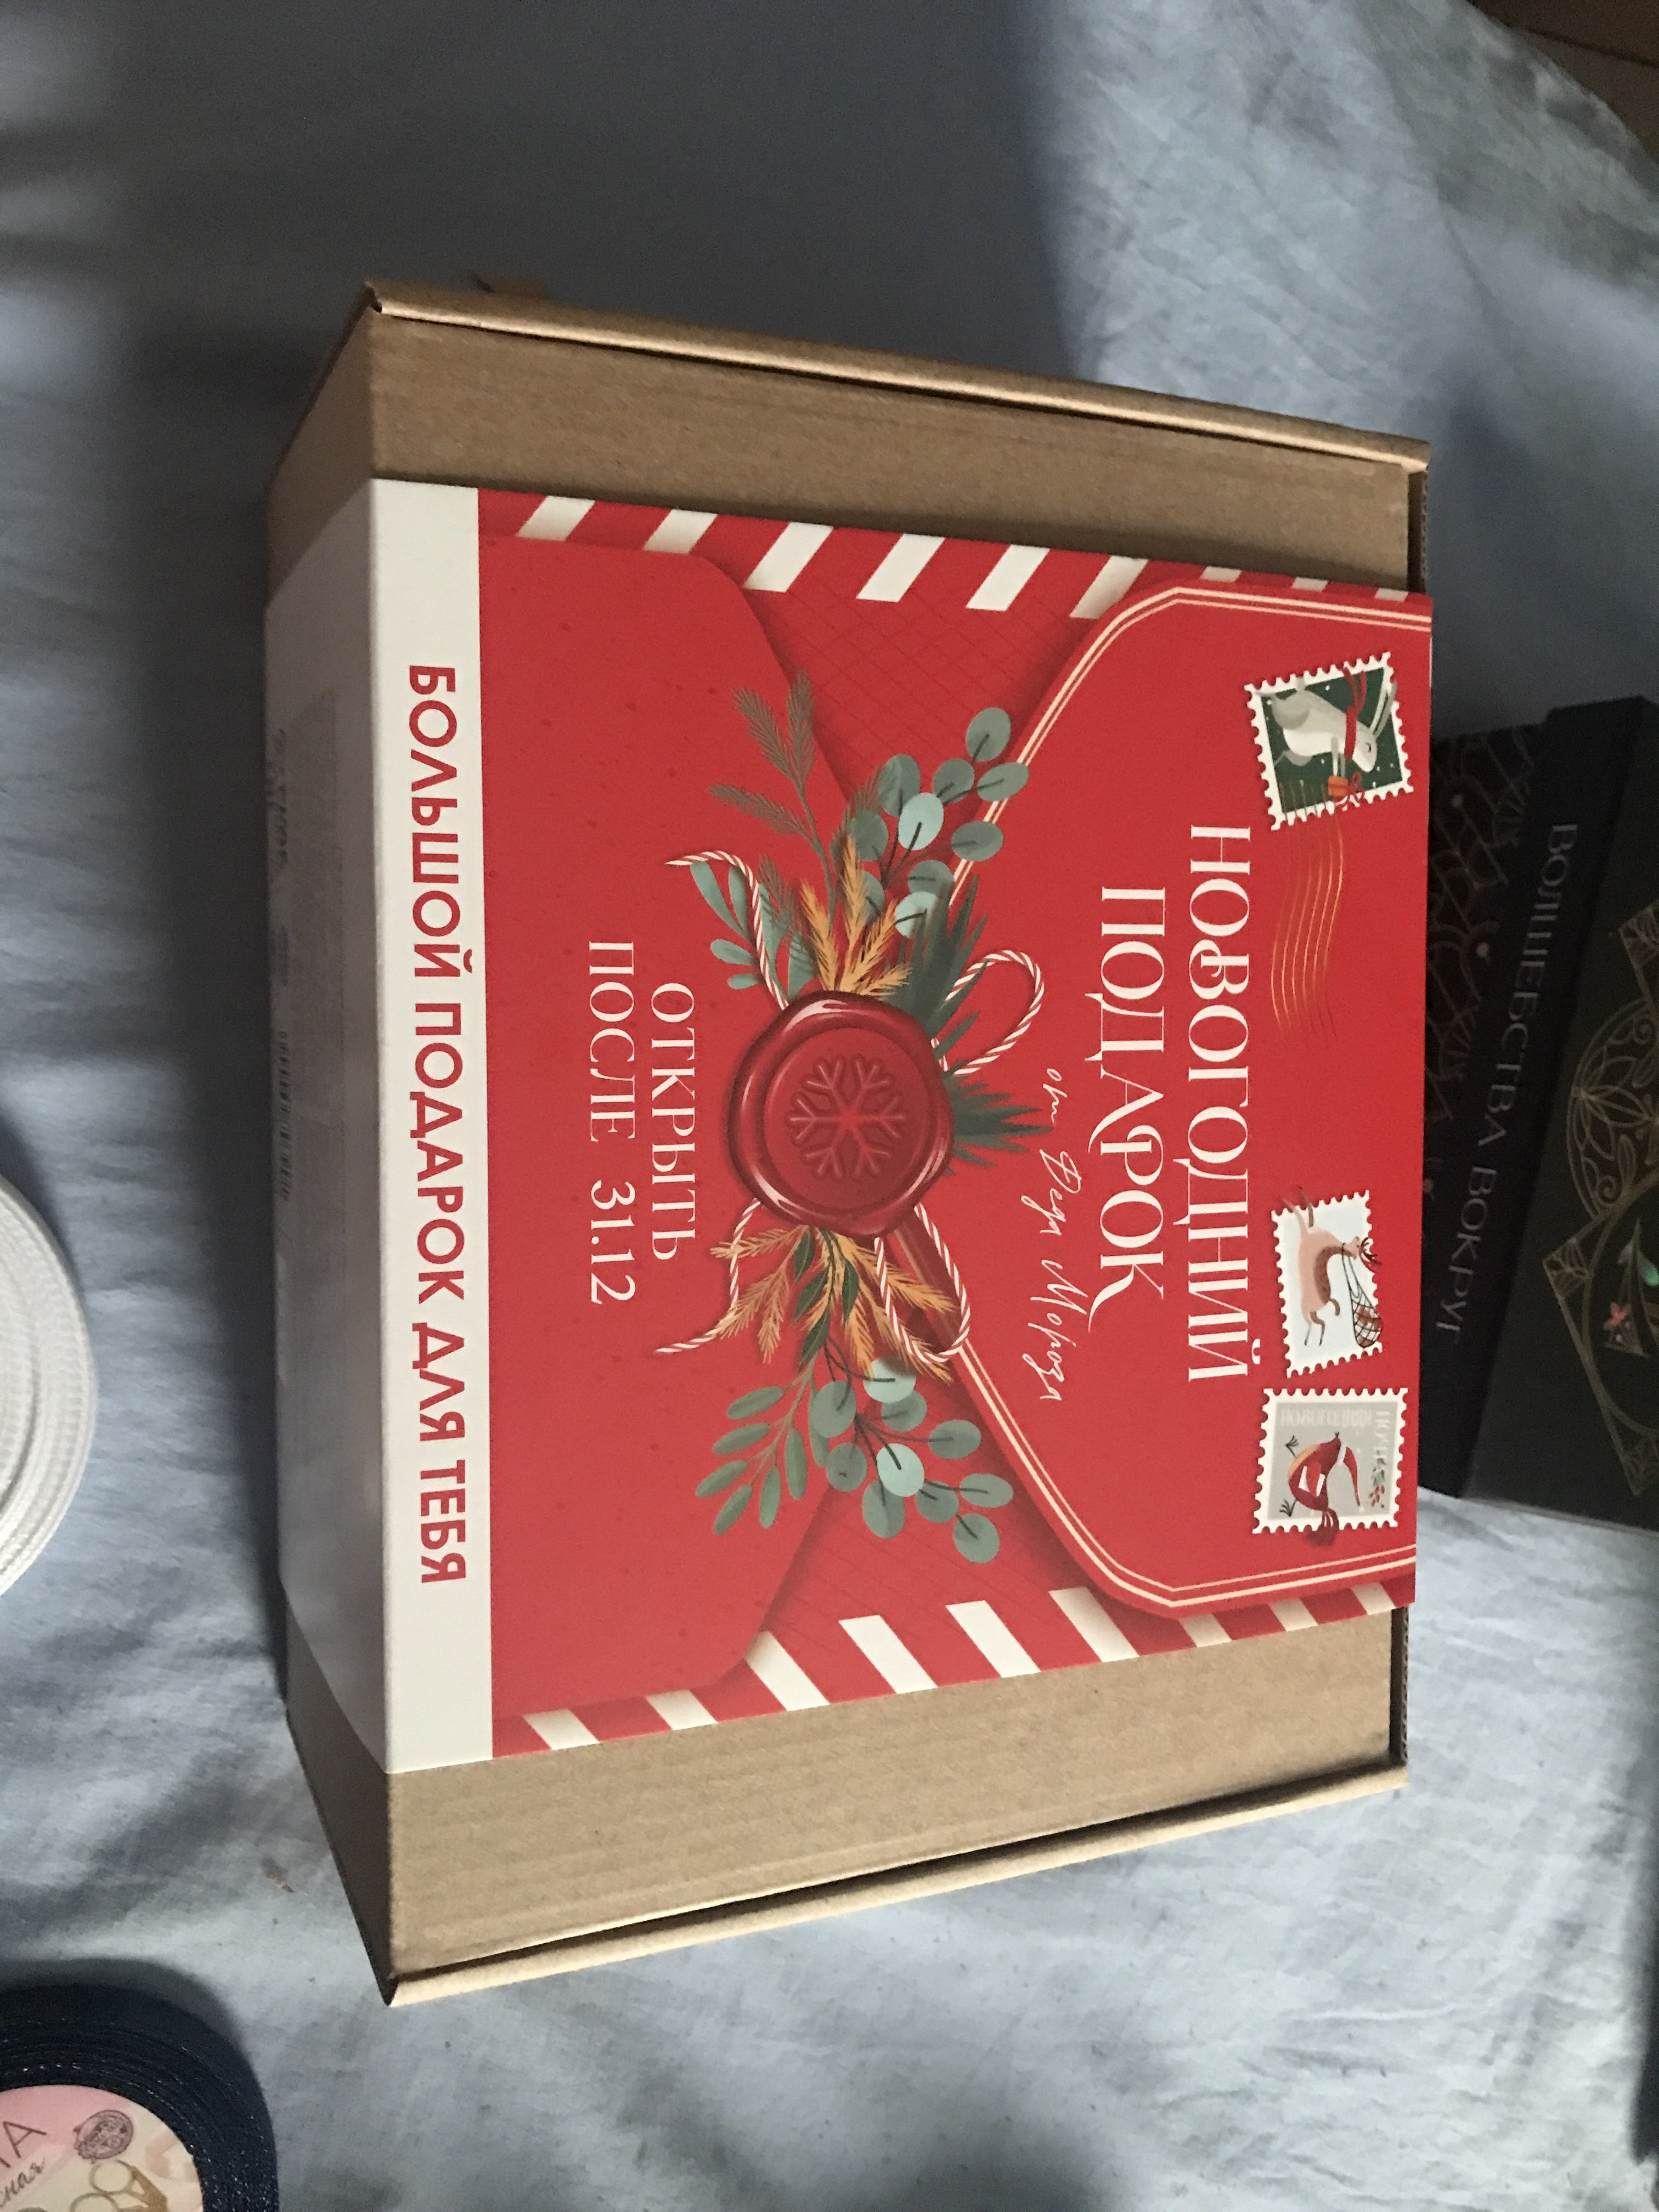 НОВОГОДНИЙ
ПОДАРОК
от Деда Мороза
ОТКРЫТЬ
ПОСЛЕ 31.12
БОЛЬШОЙ ПОДАРОК ДЛЯ ТЕБЯ
ВОЛШЕБСТВА ВОКРУГ